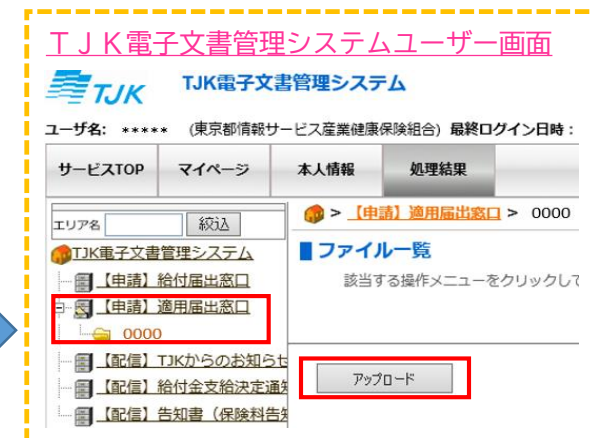 ＴＪＫ電子文書管理システムユーザー画面
TJK TJK電子文書管理システム
ユーザ名: ***** (東京都情報サービス産業健康保険組合) 最終ログイン日時：
サービスTOP マイページ 本人情報 処理結果
エリア名 絞込
> 【申請】適用届出窓口 > 0000
TJK電子文書管理システム
ファイル一覧
【申請】給付届出窓口
該当する操作メニューをクリックして
【申請】適用届出窓口
0000
【配信】TJKからのお知らせ
【配信】給付金支給決定通知
アップロード
【配信】告知書（保険料告知